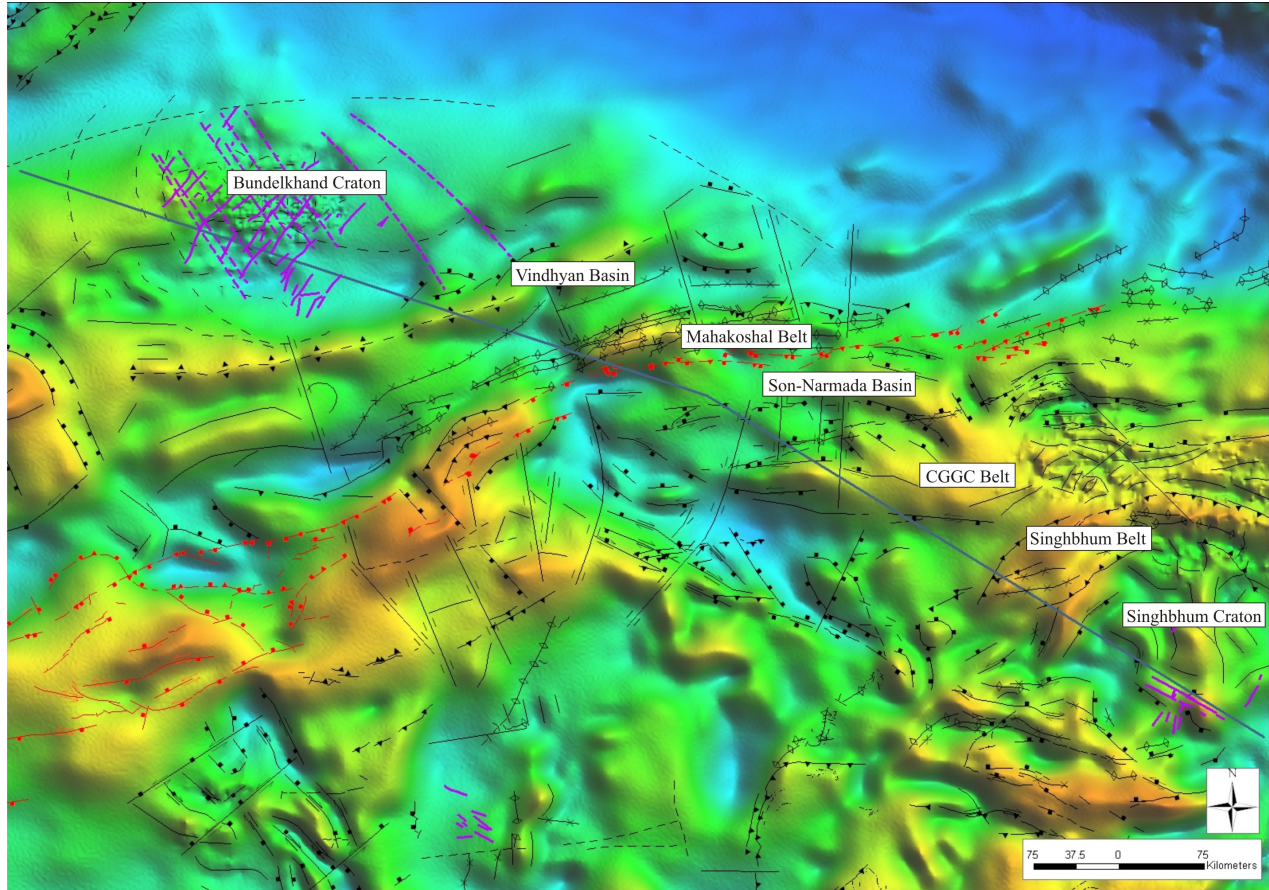 Bundelkhand Craton
Vindhyan Basin
Mahakoshal Belt
Son-Narmada Basin
CGGC Belt
Singhbhum Belt
Singhbhum Craton
N
75 37.5 0 75
Kilometers